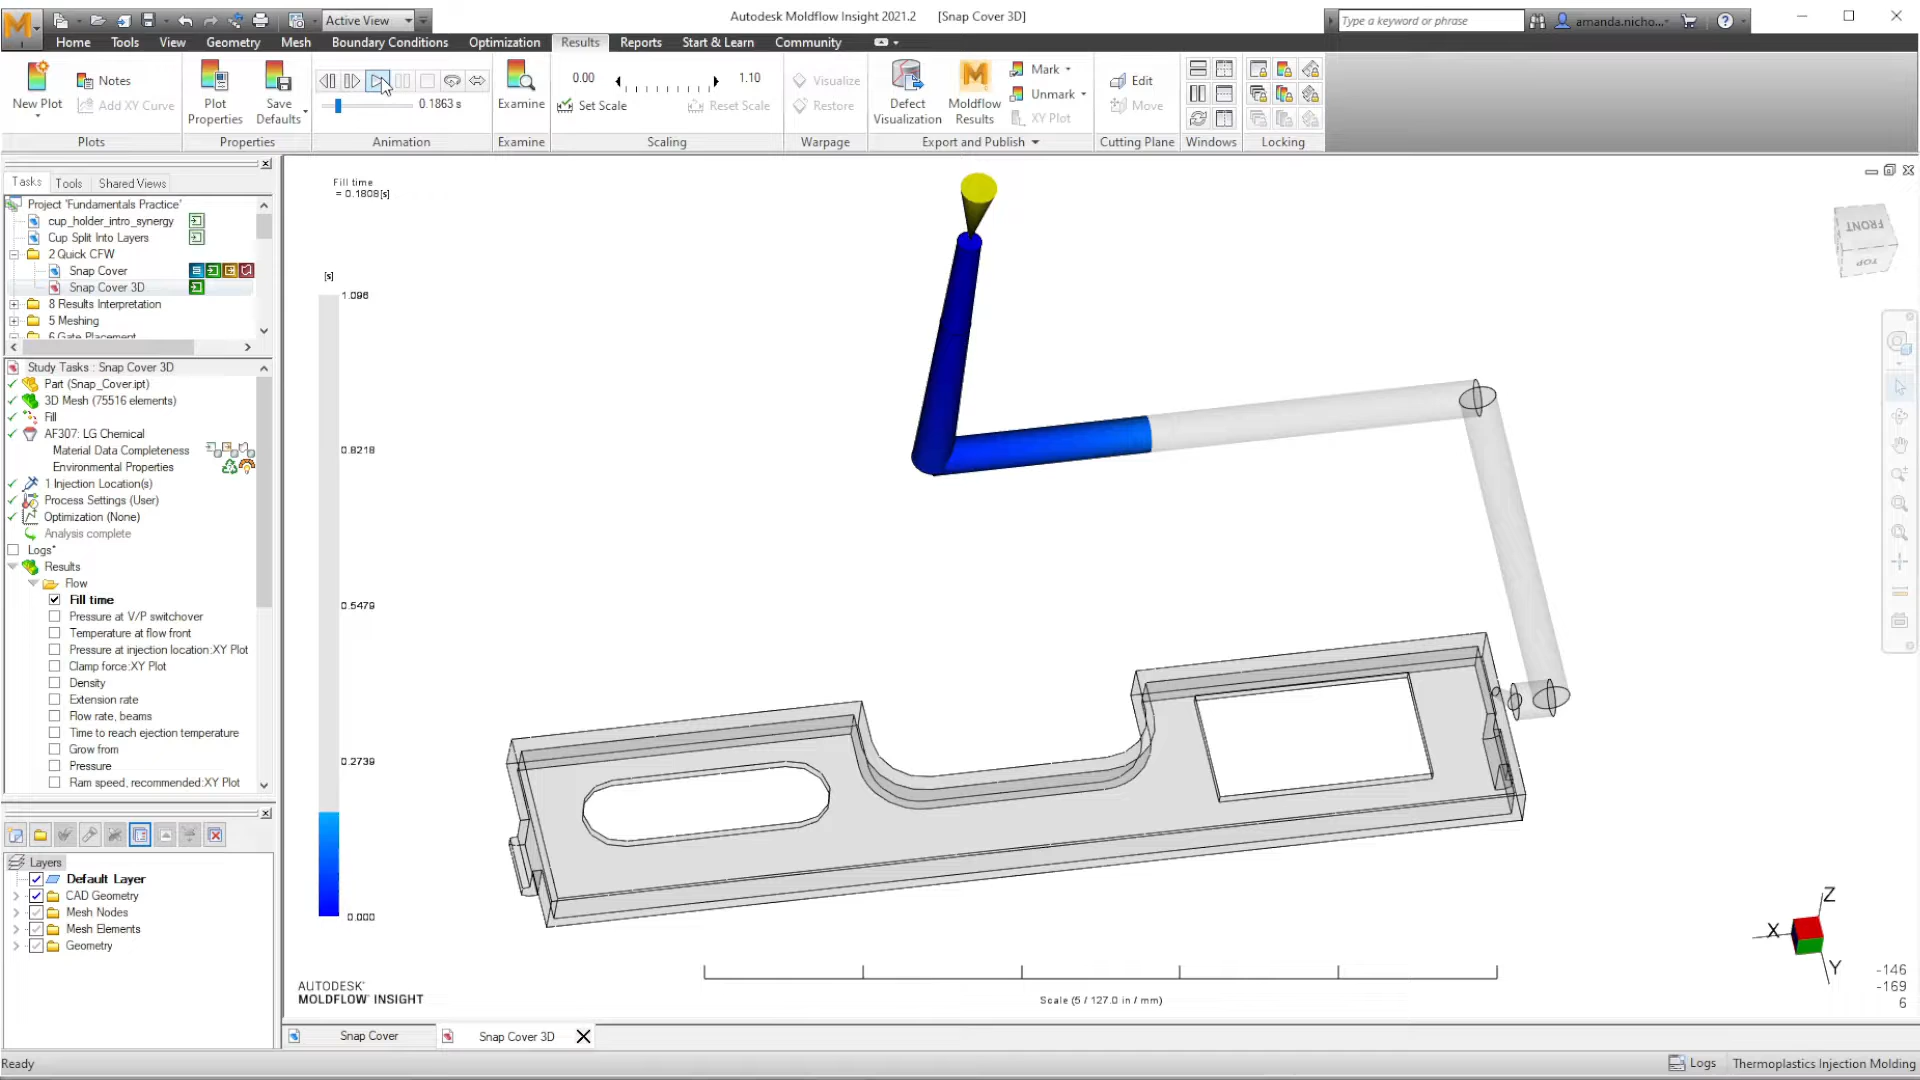 Active View
Autodesk Moldflow Insight 2021.2 [Snap Cover 3D]
Type a keyword or phrase
amanda.nicho...
Home Tools View Geometry Mesh Boundary Conditions Optimization Results Reports Start & Learn Community
New Plot
Notes
Add XY Curve
Plots
Plot Properties
Save Defaults
Properties
0.1863 s
Animation
Examine
Examine
0.00 1.10
Set Scale Reset Scale
Scaling
Visualize
Restore
Warpage
Defect Visualization
Moldflow Results
Mark
Unmark
XY Plot
Export and Publish
Edit
Move
Cutting Plane
Windows
Locking
Tasks Tools Shared Views
Project 'Fundamentals Practice'
cup_holder_intro_synergy
Cup Split Into Layers
2 Quick CFW
Snap Cover
Snap Cover 3D
8 Results Interpretation
5 Meshing
6 Gate Placement
Study Tasks : Snap Cover 3D
Part (Snap_Cover.ipt)
3D Mesh (75516 elements)
Fill
AF307: LG Chemical
Material Data Completeness
Environmental Properties
1 Injection Location(s)
Process Settings (User)
Optimization (None)
Analysis complete
Logs*
Results
Flow
Fill time
Pressure at V/P switchover
Temperature at flow front
Pressure at injection location:XY Plot
Clamp force:XY Plot
Density
Extension rate
Flow rate, beams
Time to reach ejection temperature
Grow from
Pressure
Ram speed, recommended:XY Plot
Layers
Default Layer
CAD Geometry
Mesh Nodes
Mesh Elements
Geometry
Fill time
= 0.1808[s]
[s]
1.096
0.8218
0.5479
0.2739
0.000
FRONT
TOP
Z
X
Y
-146
-169
6
AUTODESK'
MOLDFLOW INSIGHT
Scale (5 / 127.0 in / mm)
Snap Cover Snap Cover 3D
Ready
Logs Thermoplastics Injection Molding